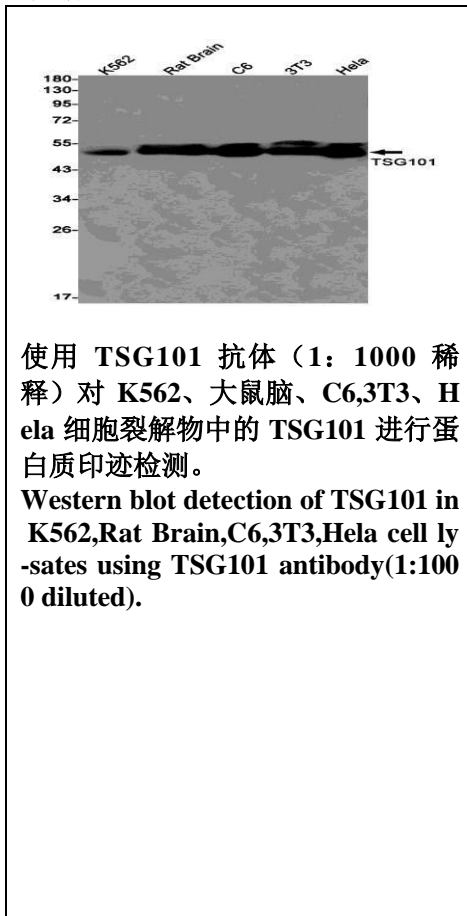 K562 Rat Brain C6 3T3 Hela
180-
130-
95-
72-
55-
TSG101
43-
34-
26-
17-
使用 TSG101 抗体（1：1000 稀
释）对 K562、大鼠脑、C6,3T3、H
ela 细胞裂解物中的 TSG101 进行蛋
白质印迹检测。
Western blot detection of TSG101 in
K562,Rat Brain,C6,3T3,Hela cell ly
-sates using TSG101 antibody(1:100
0 diluted).